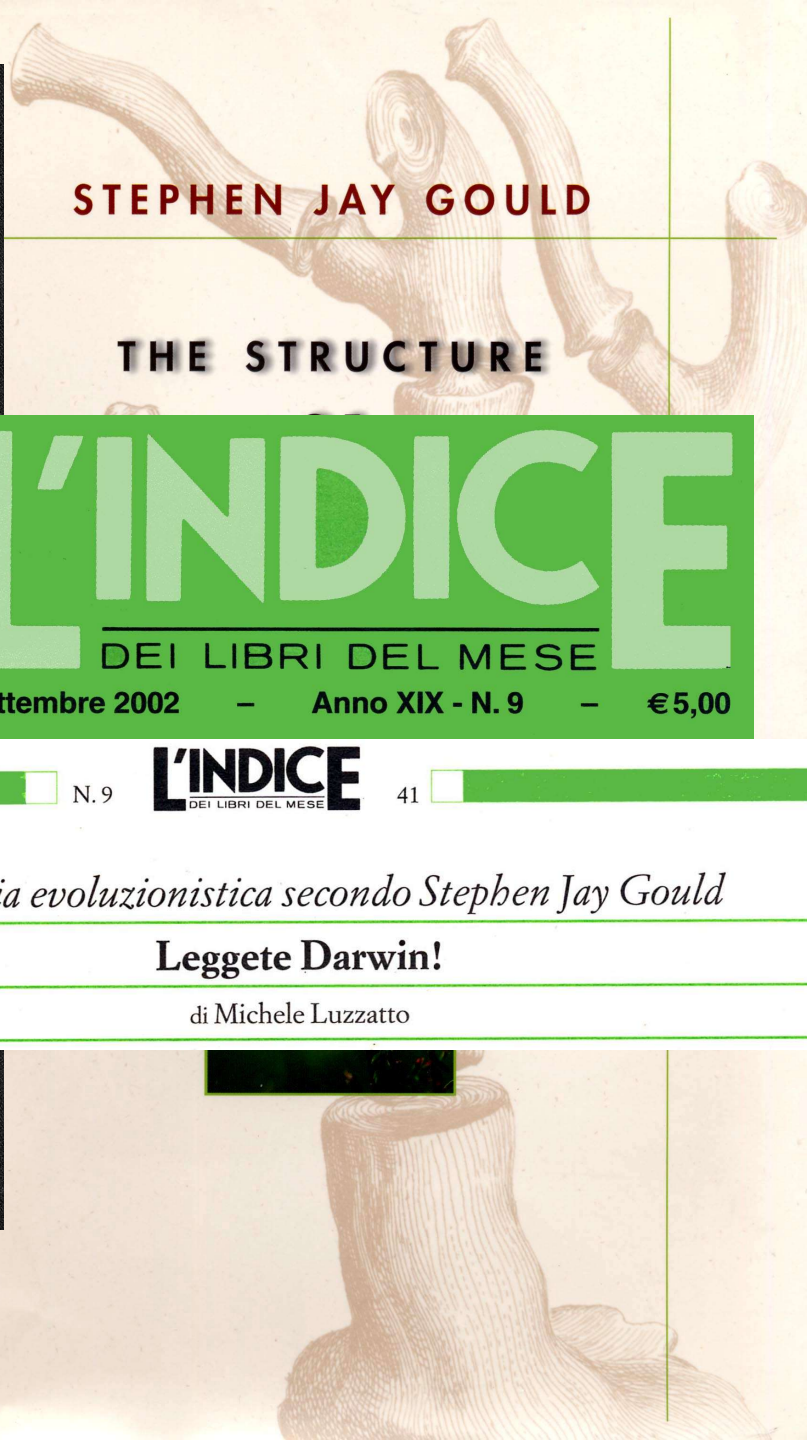 STEPHEN JAY GOULD
THE STRUCTURE
L'INDICE
DEI LIBRI DEL MESE
ttembre 2002 – Anno XIX - N. 9 – €5,00
N. 9 L'INDICE DEI LIBRI DEL MESE 41
ia evoluzionistica secondo Stephen Jay Gould
Leggete Darwin!
di Michele Luzzatto